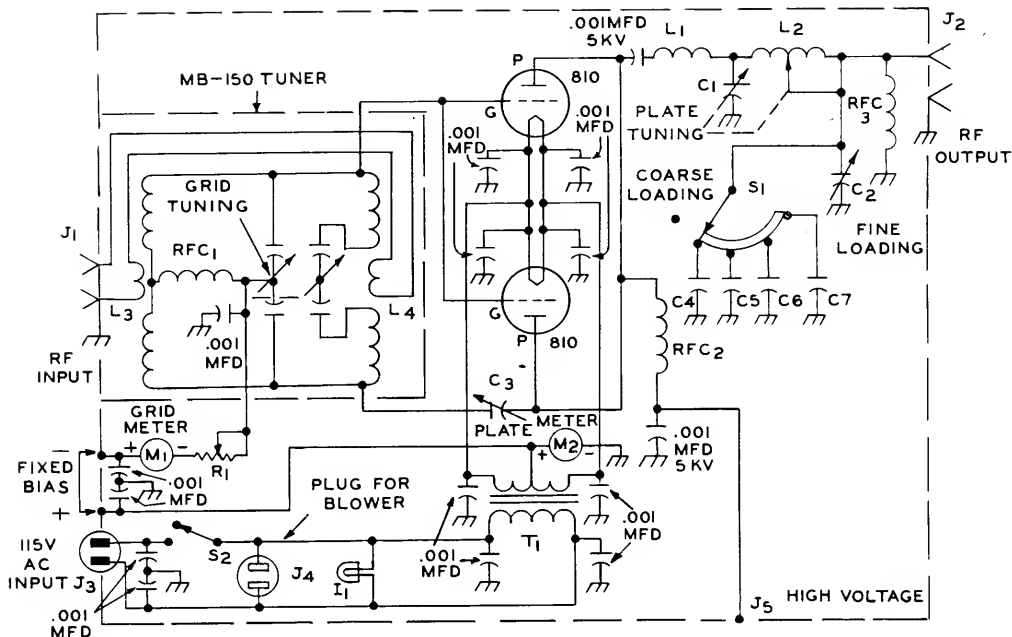 MB-150 TUNER
.001MFD
5KV
L1
L2
J2
P
810
G
.001
MFD
.001
MFD
C1
PLATE
TUNING
RFC
3
RF
OUTPUT
GRID
TUNING
COARSE
LOADING
S1
C2
FINE
LOADING
J1
RFC1
L3
L4
.001
MFD
RF
INPUT
G
P
810
C4
C5
C6
C7
RFC2
C3
GRID
METER
+
M1
-
R1
PLATE
METER
+
M2
-
.001
MFD
5KV
FIXED
BIAS
-
+
.001
MFD
PLUG FOR
BLOWER
.001
MFD
T1
.001
MFD
115V
AC
INPUT J3
S2
J4
I1
.001
MFD
J5
HIGH VOLTAGE